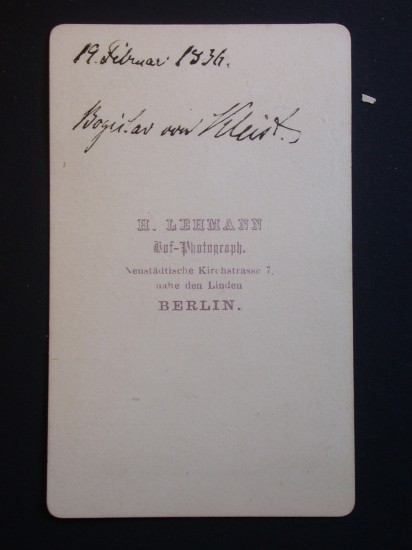 19. Februar 1836.
Bogislav von Kleist.
H. LEHMANN
Hof-Photograph.
Neustädtische Kirchstrasse 7.
nahe den Linden
BERLIN.